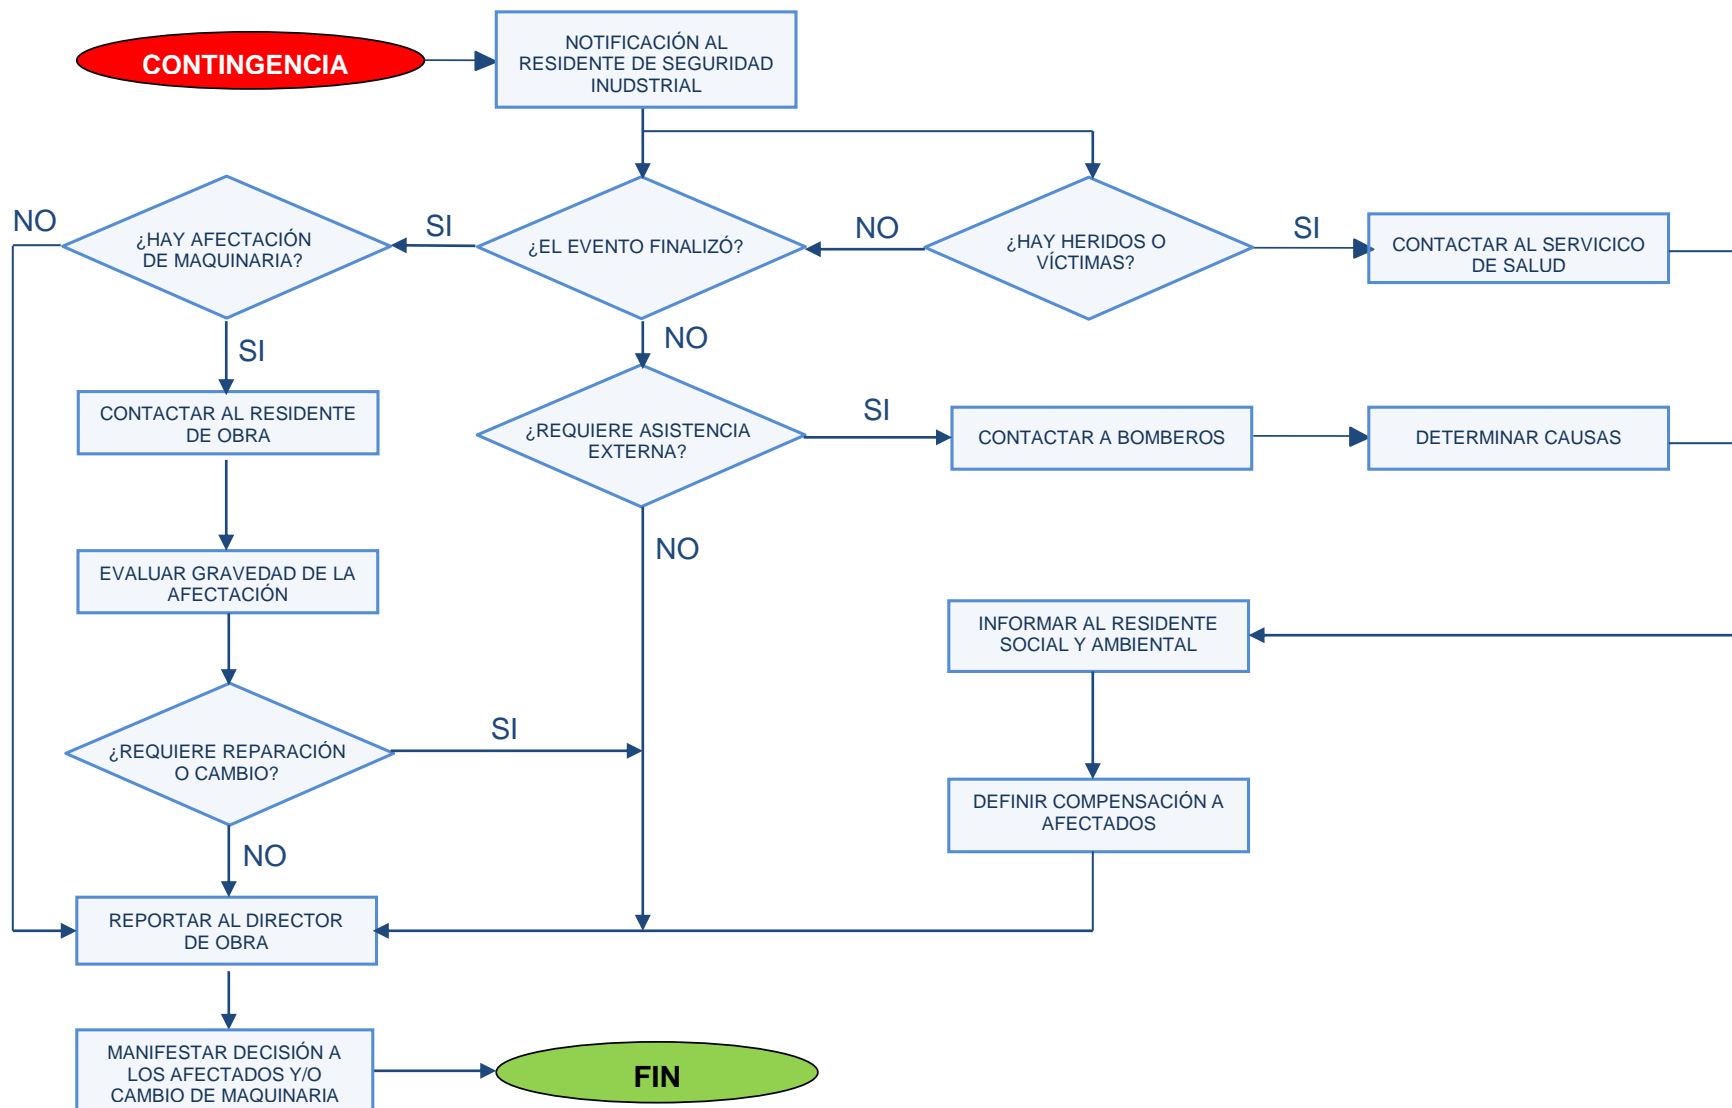 CONTINGENCIA
NOTIFICACIÓN AL
RESIDENTE DE SEGURIDAD
INUDSTRIAL
NO
¿HAY AFECTACIÓN
DE MAQUINARIA?
SI
¿EL EVENTO FINALIZÓ?
NO
¿HAY HERIDOS O
VÍCTIMAS?
SI
CONTACTAR AL SERVICICO
DE SALUD
SI
NO
CONTACTAR AL RESIDENTE
DE OBRA
¿REQUIERE ASISTENCIA
EXTERNA?
SI
CONTACTAR A BOMBEROS
DETERMINAR CAUSAS
NO
EVALUAR GRAVEDAD DE LA
AFECTACIÓN
INFORMAR AL RESIDENTE
SOCIAL Y AMBIENTAL
¿REQUIERE REPARACIÓN
O CAMBIO?
SI
DEFINIR COMPENSACIÓN A
AFECTADOS
NO
REPORTAR AL DIRECTOR
DE OBRA
MANIFESTAR DECISIÓN A
LOS AFECTADOS Y/O
CAMBIO DE MAQUINARIA
FIN